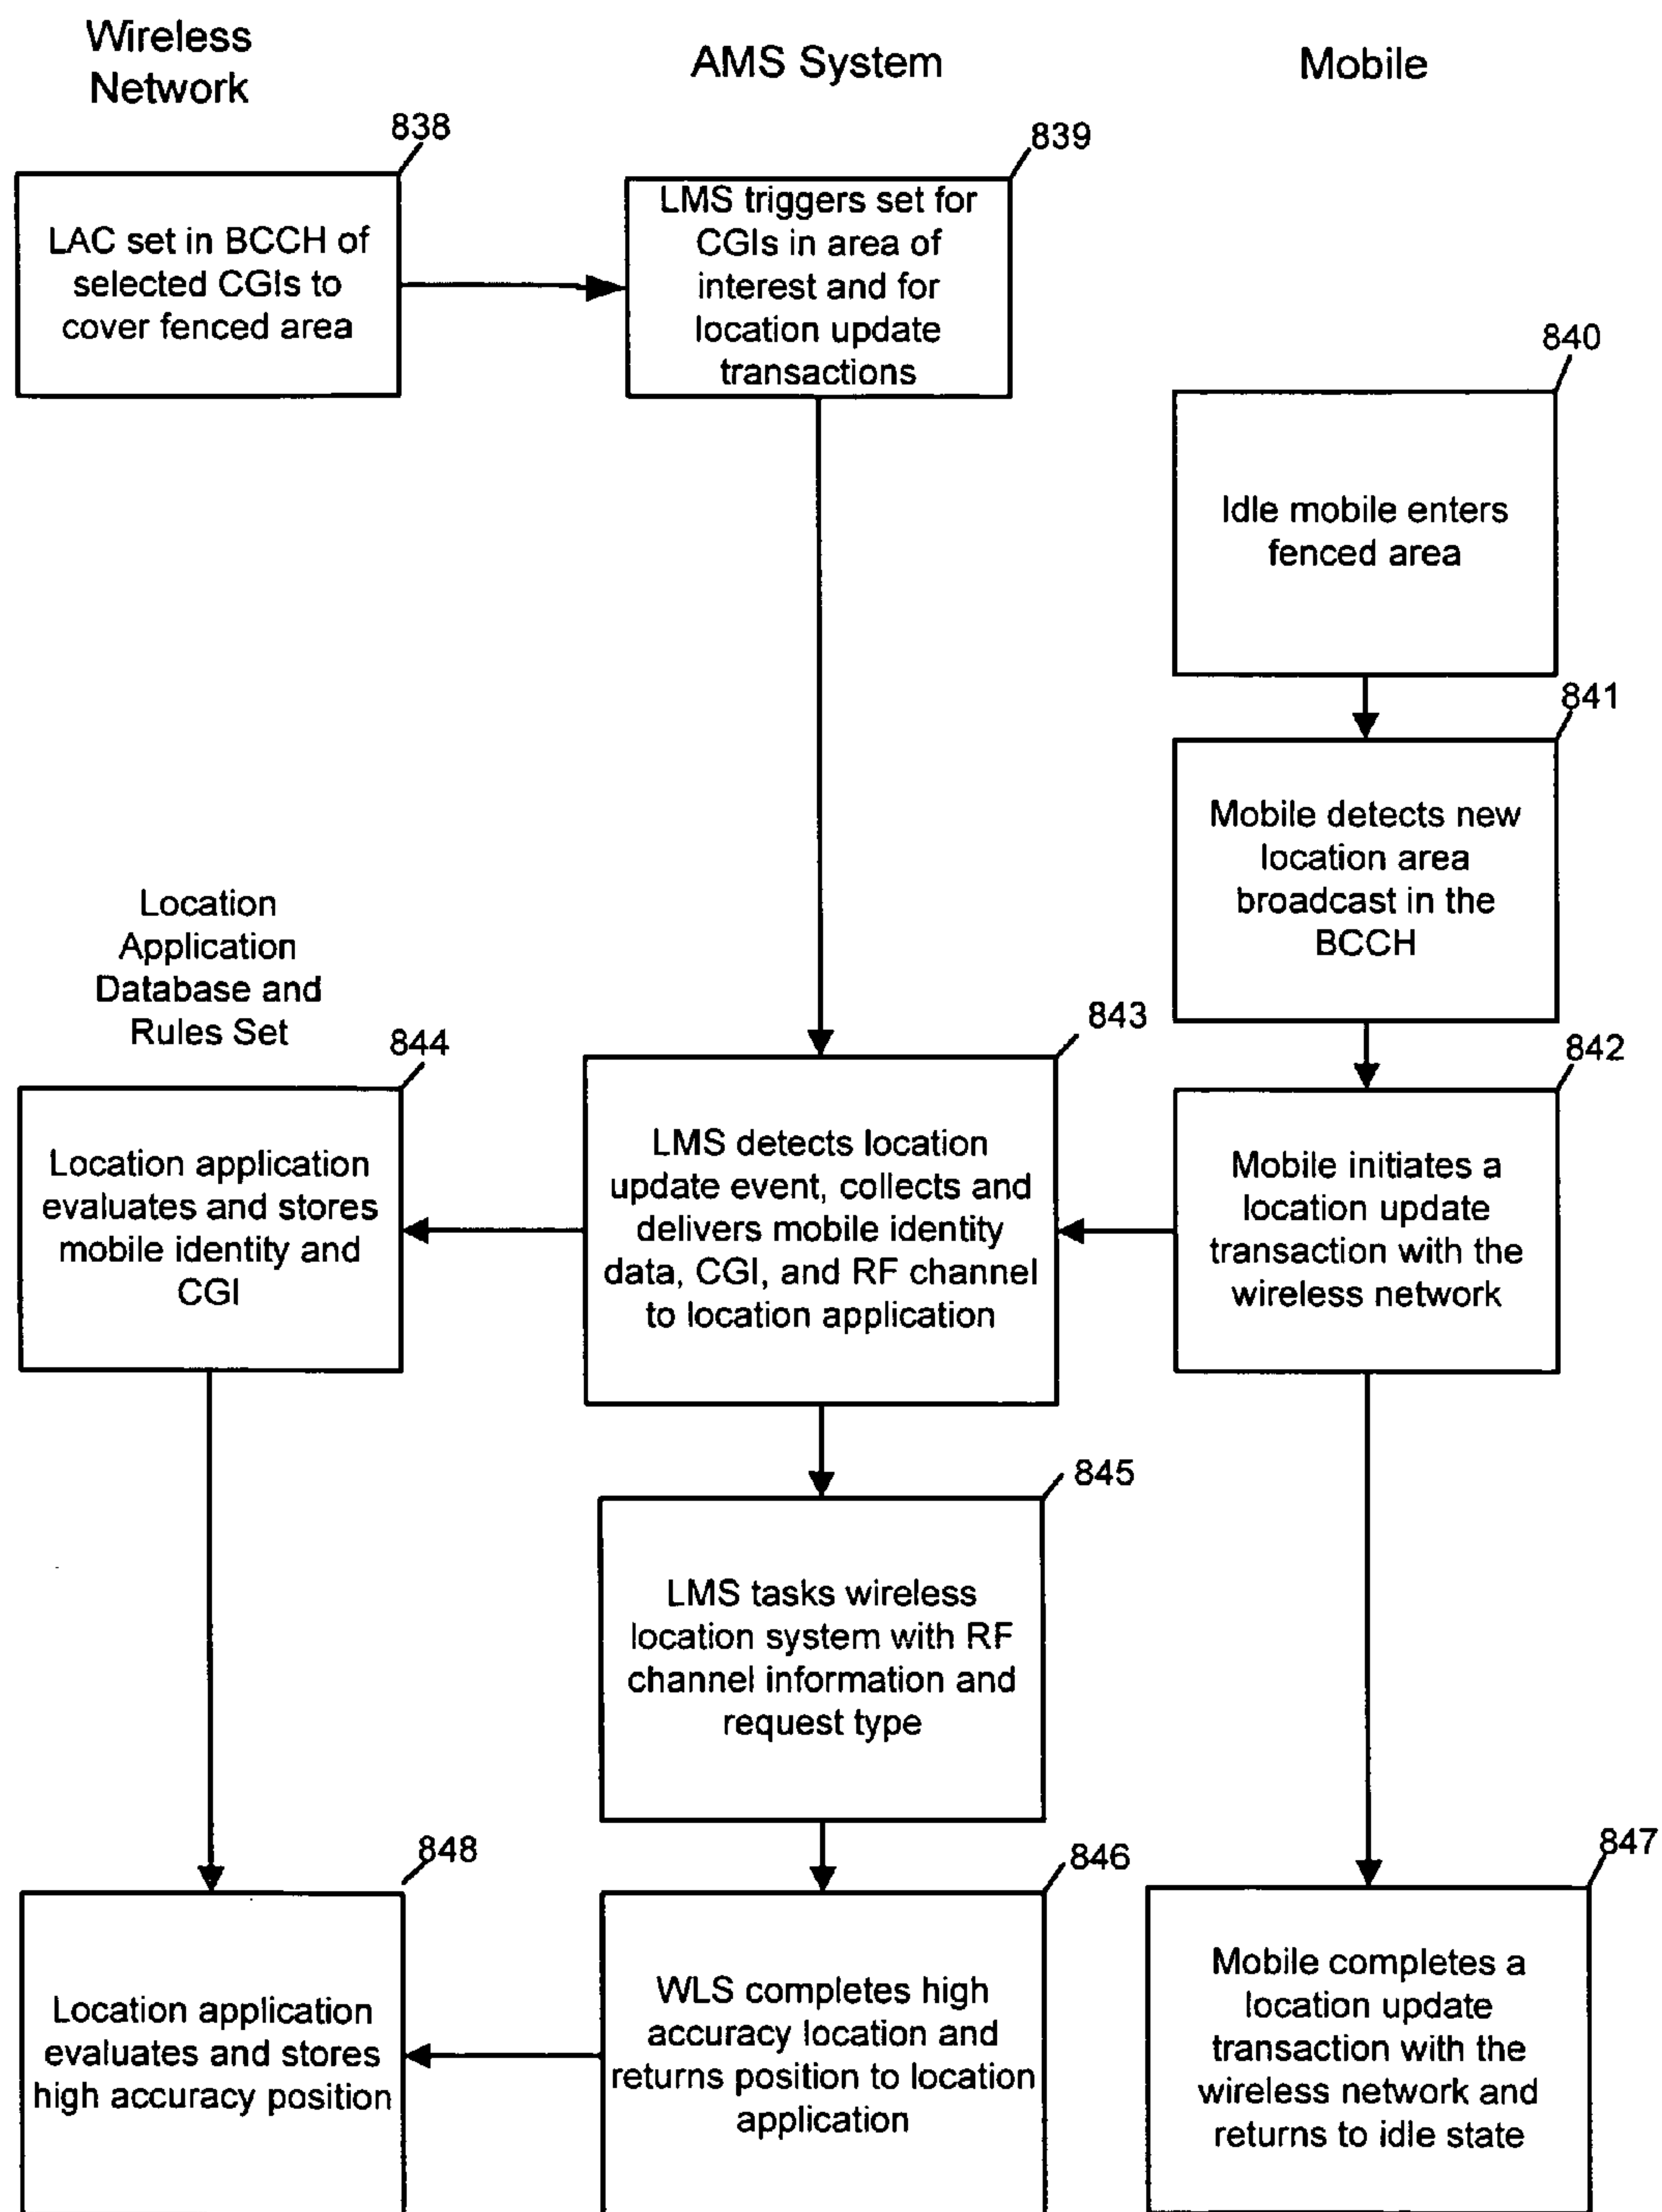 Wireless
Network
AMS System
Mobile
838
LAC set in BCCH of
selected CGIs to
cover fenced area
839
LMS triggers set for
CGIs in area of
interest and for
location update
transactions
840
Idle mobile enters
fenced area
841
Mobile detects new
location area
broadcast in the
BCCH
842
Mobile initiates a
location update
transaction with the
wireless network
843
LMS detects location
update event, collects and
delivers mobile identity
data, CGI, and RF channel
to location application
Location
Application
Database and
Rules Set
844
Location application
evaluates and stores
mobile identity and
CGI
845
LMS tasks wireless
location system with RF
channel information and
request type
846
WLS completes high
accuracy location and
returns position to location
application
847
Mobile completes a
location update
transaction with the
wireless network and
returns to idle state
848
Location application
evaluates and stores
high accuracy position